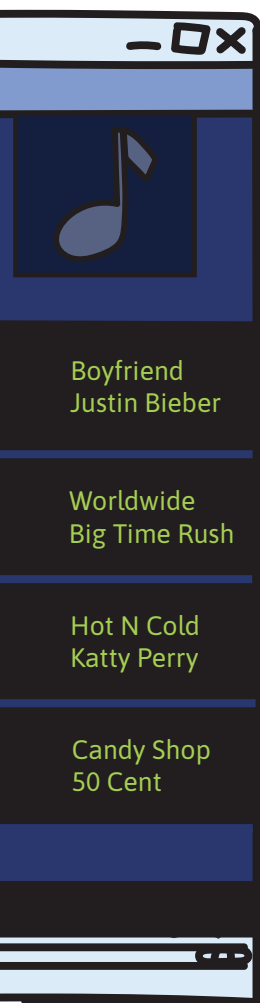 Boyfriend
Justin Bieber
Worldwide
Big Time Rush
Hot N Cold
Katty Perry
Candy Shop
50 Cent